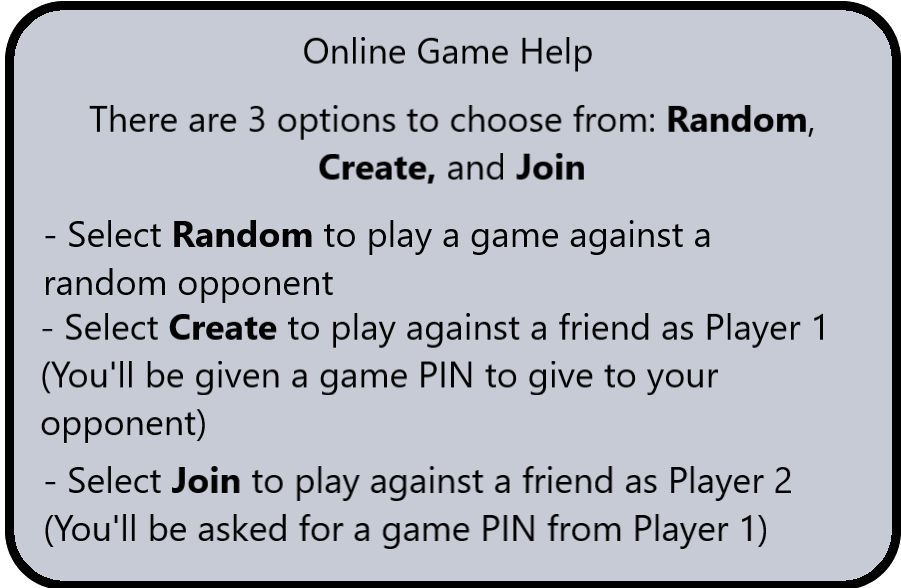 Online Game Help
There are 3 options to choose from: Random,
Create, and Join
- Select Random to play a game against a
random opponent
- Select Create to play against a friend as Player 1
(You'll be given a game PIN to give to your
opponent)
- Select Join to play against a friend as Player 2
(You'll be asked for a game PIN from Player 1)